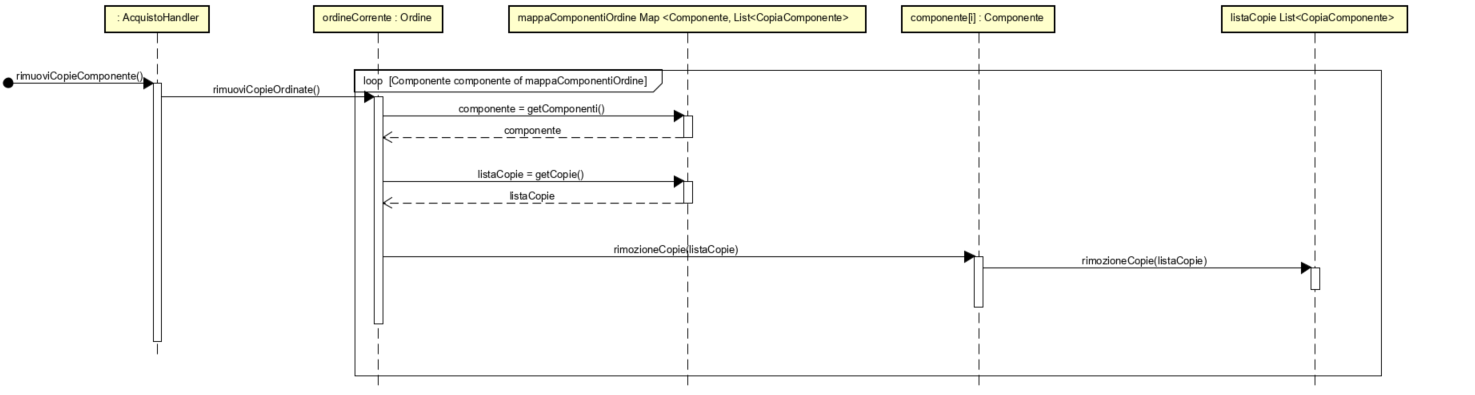 : AcquistoHandler
ordineCorrente : Ordine
mappaComponentiOrdine Map <Componente, List<CopiaComponente>
componente[i] : Componente
listaCopie List<CopiaComponente>
rimuoviCopieComponente()
loop [Componente componente of mappaComponentiOrdine]
rimuoviCopieOrdinate()
componente = getComponenti()
componente
listaCopie = getCopie()
listaCopie
rimozioneCopie(listaCopie)
rimozioneCopie(listaCopie)